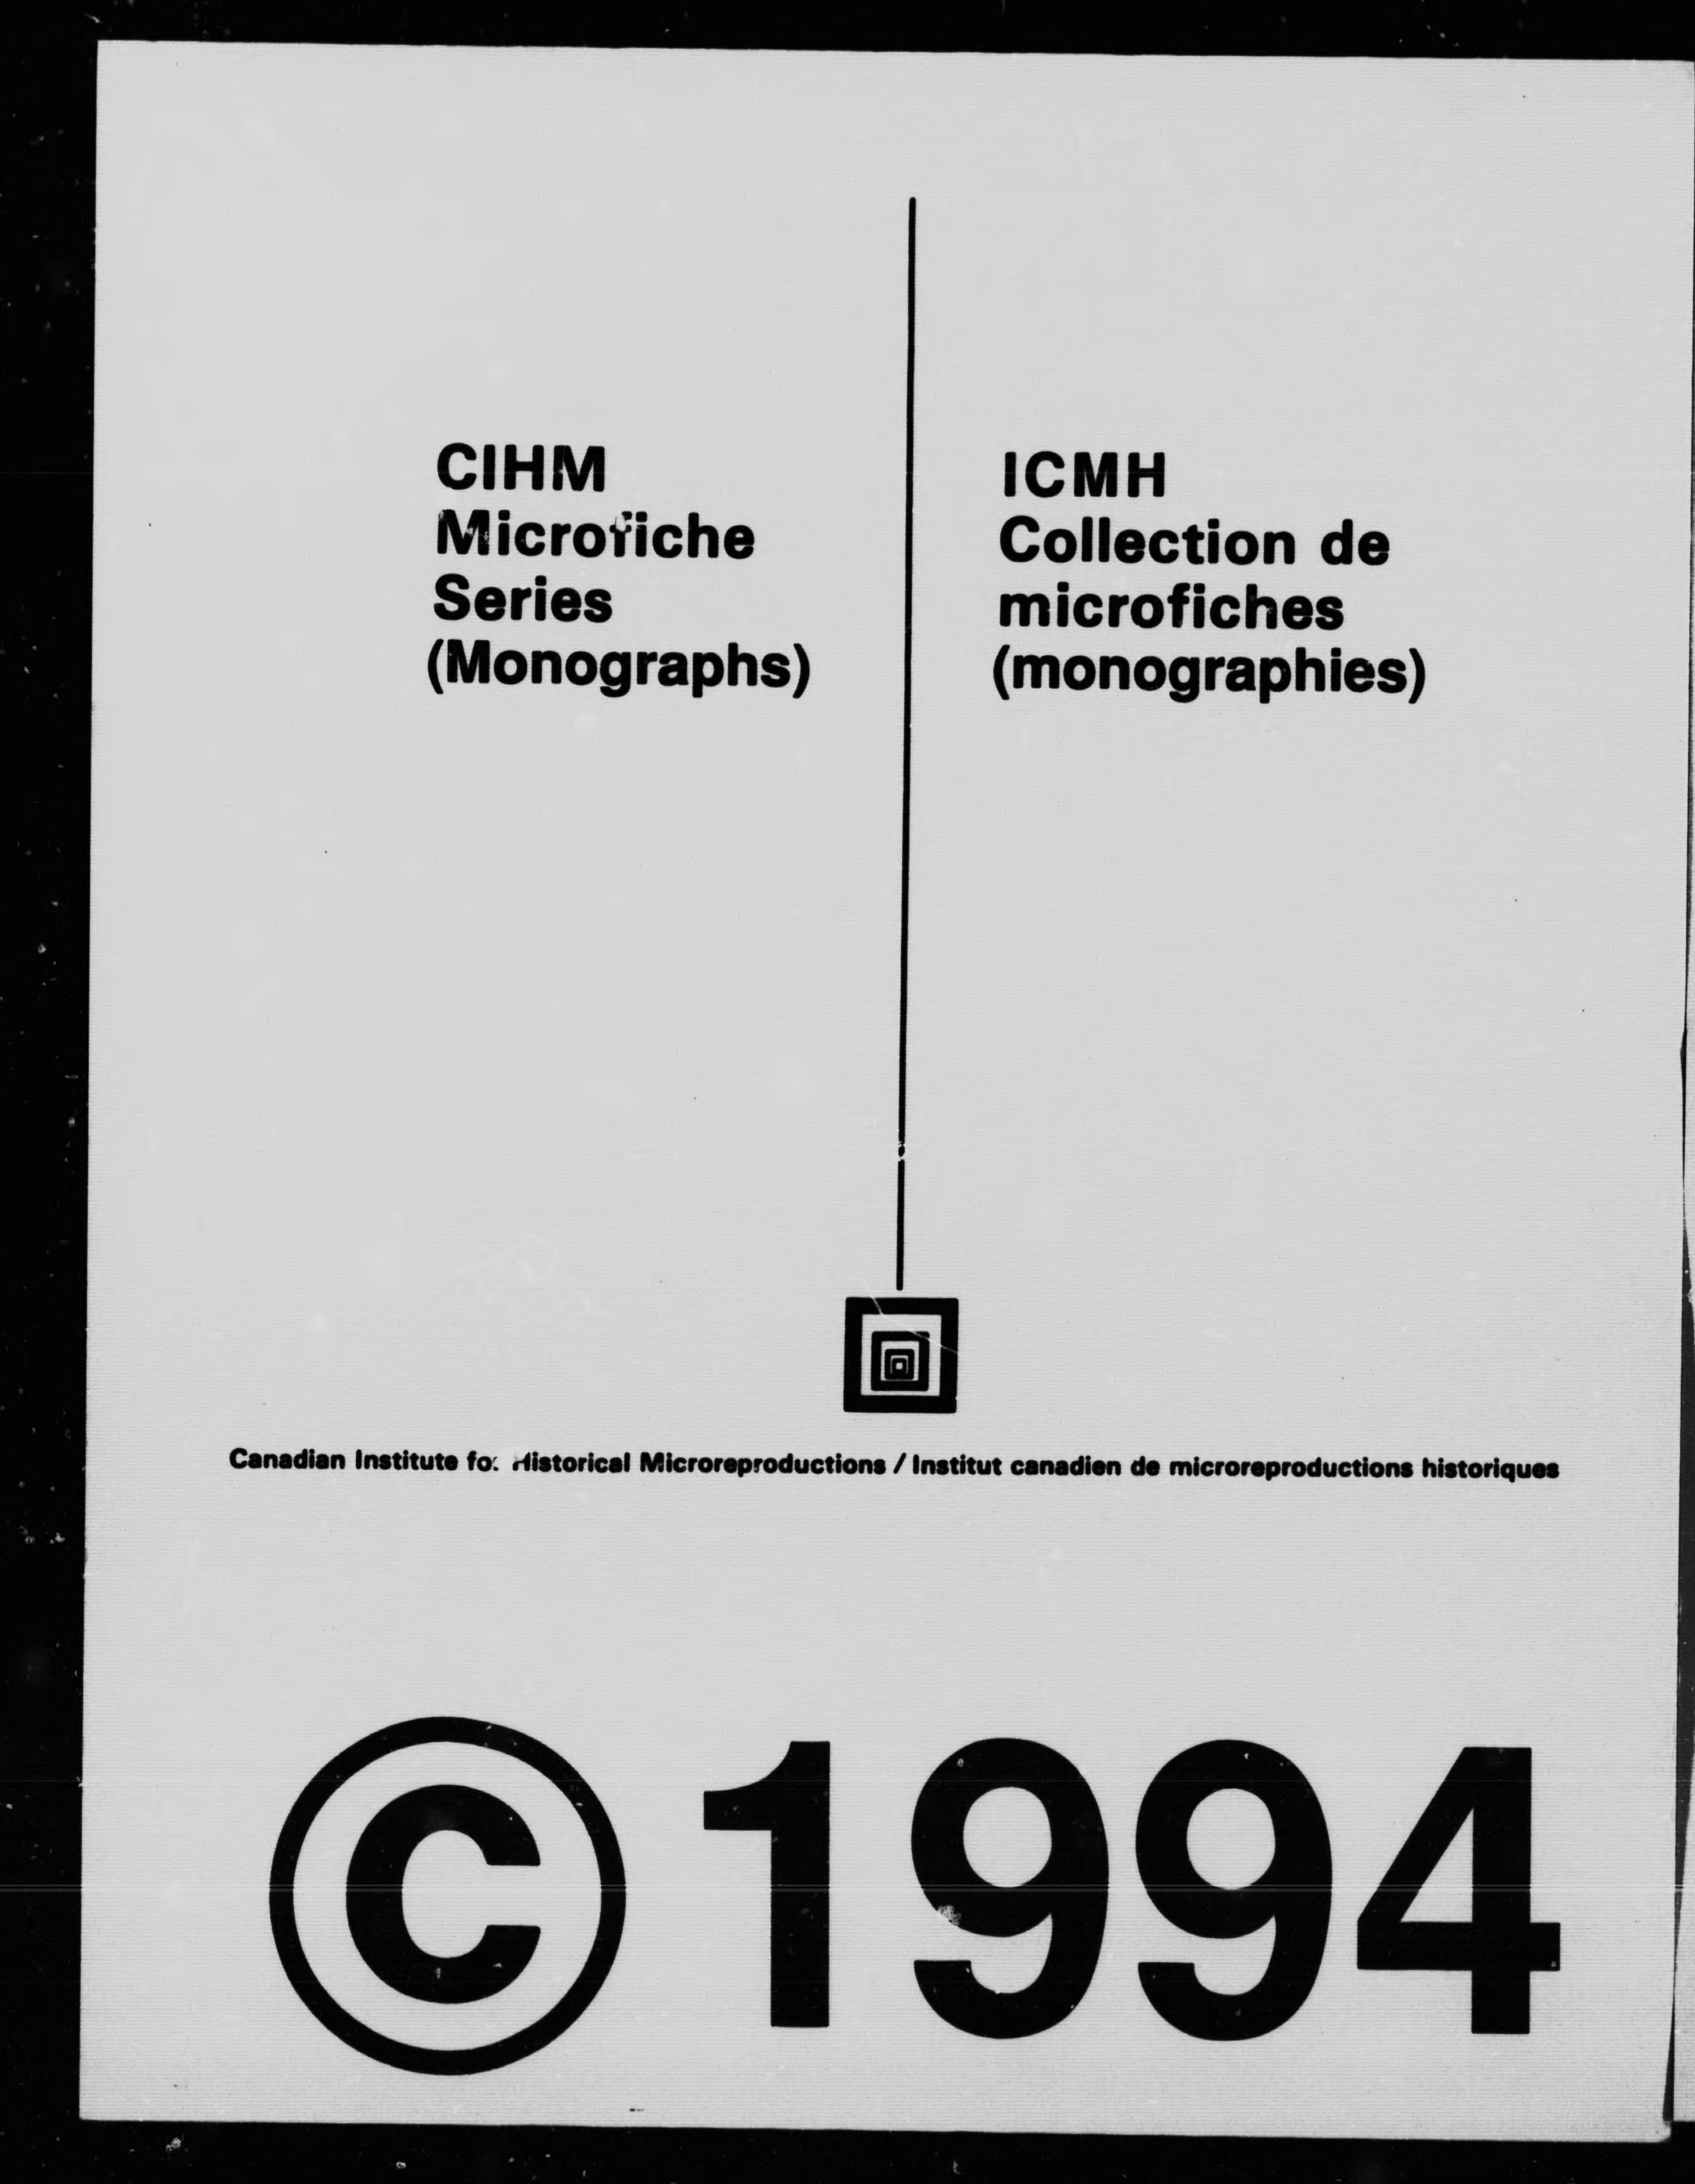 CIHM
Microfiche
Series
(Monographs)
ICMH
Collection de
microfiches
(monographies)
Canadian Institute for Historical Microreproductions / Institut canadien de microreproductions historiques
© 1994